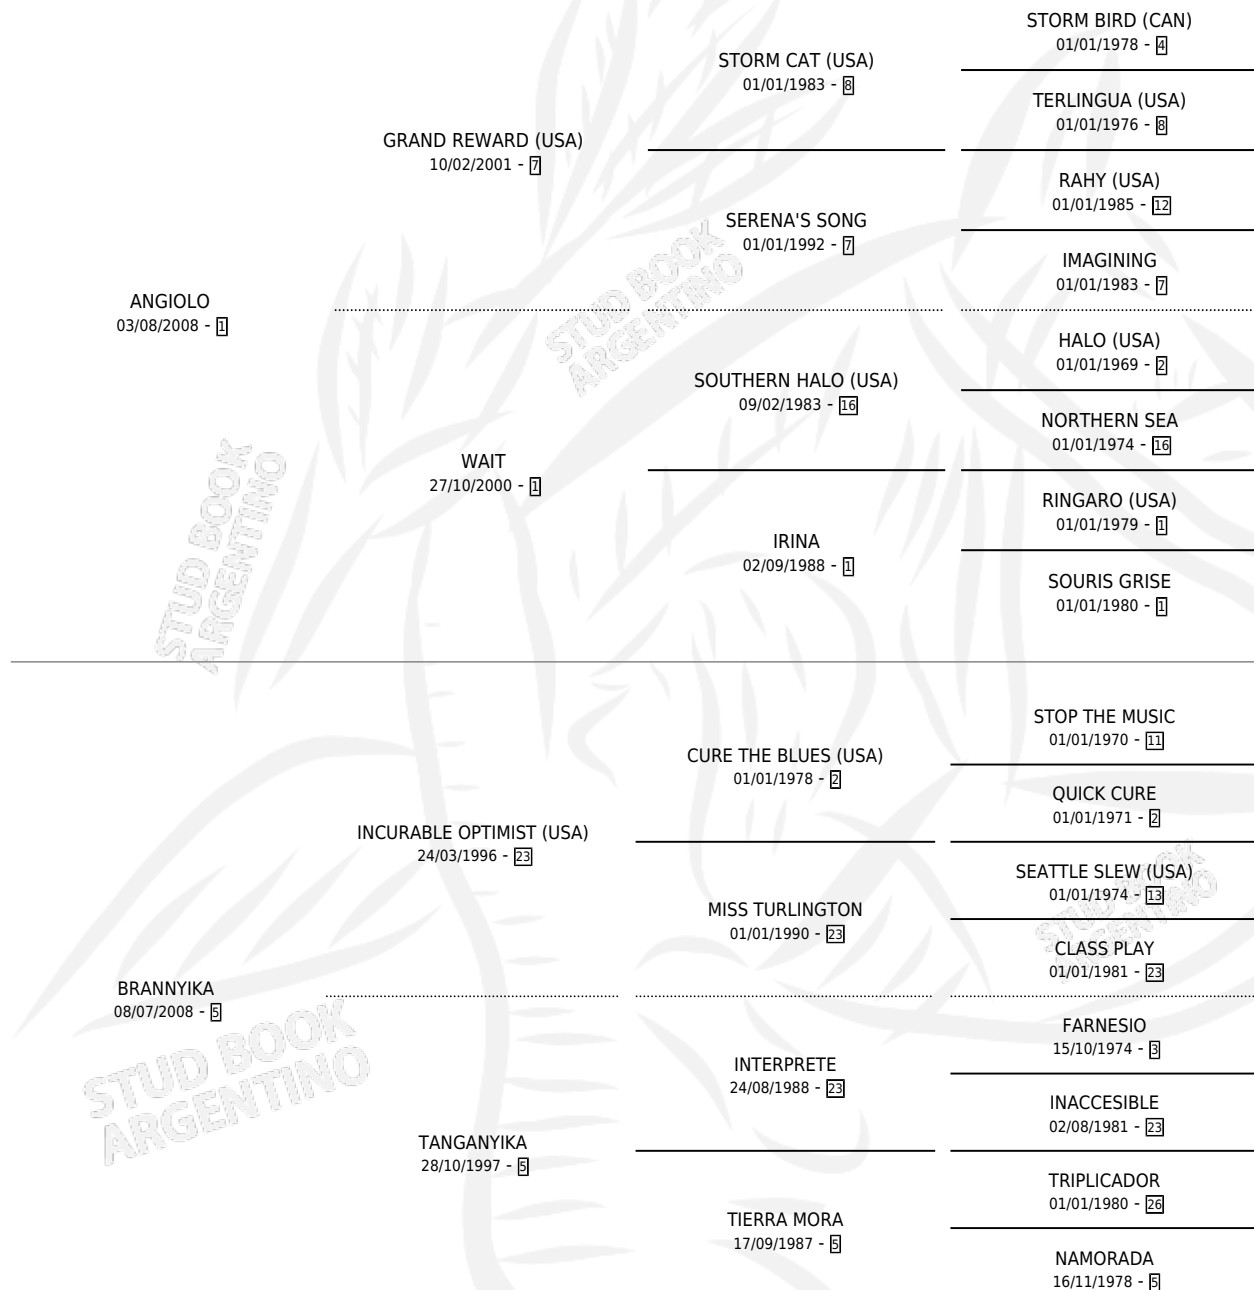 STORM BIRD (CAN)
01/01/1978 - 4
STORM CAT (USA)
01/01/1983 - 8
TERLINGUA (USA)
01/01/1976 - 8
GRAND REWARD (USA)
10/02/2001 - 7
RAHY (USA)
01/01/1985 - 12
SERENA'S SONG
01/01/1992 - 7
IMAGINING
01/01/1983 - 7
ANGIOLO
03/08/2008 - 1
HALO (USA)
01/01/1969 - 2
SOUTHERN HALO (USA)
09/02/1983 - 16
NORTHERN SEA
01/01/1974 - 16
WAIT
27/10/2000 - 1
RINGARO (USA)
01/01/1979 - 1
IRINA
02/09/1988 - 1
SOURIS GRISE
01/01/1980 - 1
STOP THE MUSIC
01/01/1970 - 11
CURE THE BLUES (USA)
01/01/1978 - 2
QUICK CURE
01/01/1971 - 2
INCURABLE OPTIMIST (USA)
24/03/1996 - 23
SEATTLE SLEW (USA)
01/01/1974 - 13
MISS TURLINGTON
01/01/1990 - 23
CLASS PLAY
01/01/1981 - 23
BRANNYIKA
08/07/2008 - 5
FARNESIO
15/10/1974 - 3
INTERPRETE
24/08/1988 - 23
INACCESIBLE
02/08/1981 - 23
TANGANYIKA
28/10/1997 - 5
TRIPLICADOR
01/01/1980 - 26
TIERRA MORA
17/09/1987 - 5
NAMORADA
16/11/1978 - 5
STUD BOOK
ARGENTINO
STUD BOOK
ARGENTINO
STUD BOOK
ARGENTINO
STUD BOOK
ARGENTINO